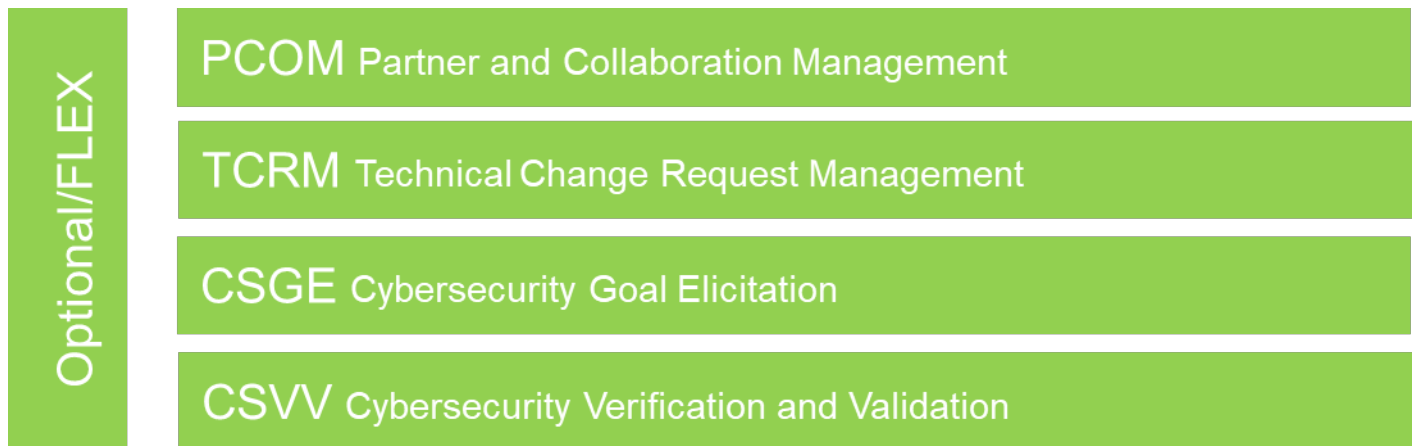 Optional/FLEX
PCOM Partner and Collaboration Management
TCRM Technical Change Request Management
CSGE Cybersecurity Goal Elicitation
CSVV Cybersecurity Verification and Validation